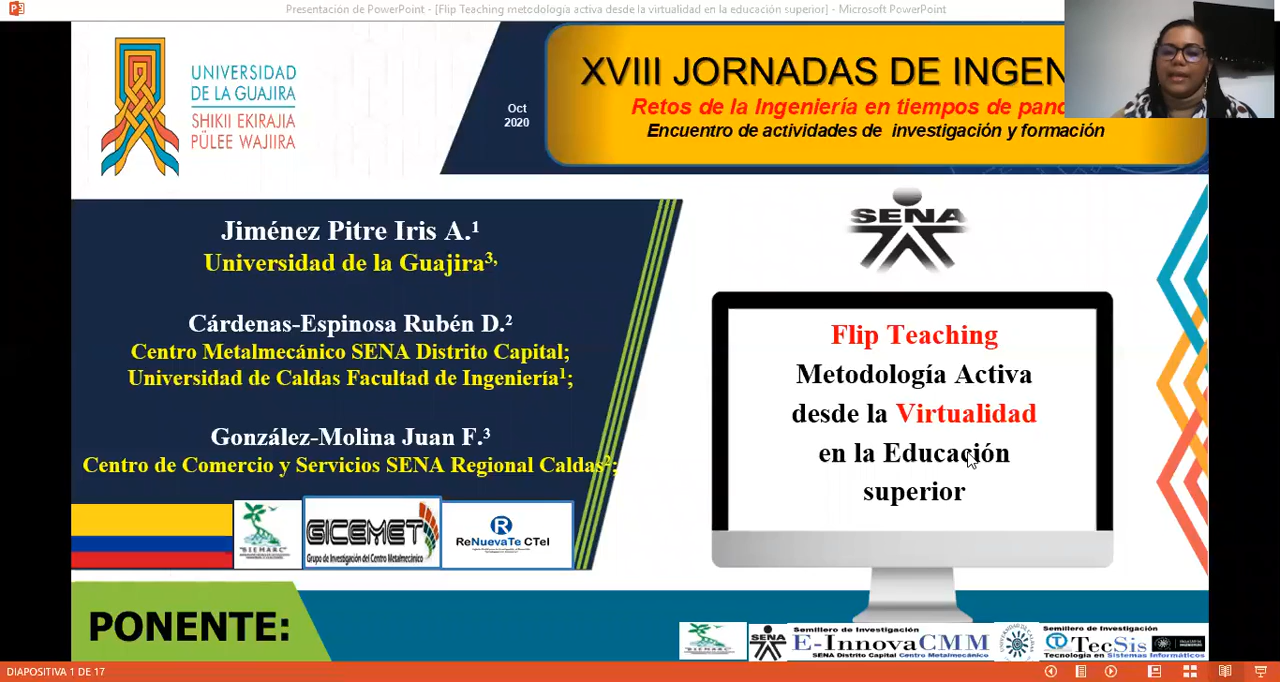 Presentación de PowerPoint - [Flip Teaching metodología activa desde la virtualidad en la educación superior] - Microsoft PowerPoint
UNIVERSIDAD
DE LA GUAJIRA
SHIKII EKIRAJIA
PÜLEE WAJIIRA
Oct
2020
XVIII JORNADAS DE INGEN
Retos de la Ingeniería en tiempos de pand
Encuentro de actividades de investigación y formación
Jiménez Pitre Iris A.¹
Universidad de la Guajira³,
Cárdenas-Espinosa Rubén D.²
Centro Metalmecánico SENA Distrito Capital;
Universidad de Caldas Facultad de Ingeniería¹;
González-Molina Juan F.³
Centro de Comercio y Servicios SENA Regional Caldas²;
SENA
Flip Teaching
Metodología Activa
desde la Virtualidad
en la Educación
superior
GICEMET
Grupo de Investigación del Centro Metalmecánico
R
ReNuevaTe CTeI
PONENTE:
SENA
Semillero de Investigación
E-InnovaCMM
SENA Distrito Capital Centro Metalmecánico
Semillero de Investigación
TecSis
Tecnología en Sistemas Informáticos
DIAPOSITIVA 1 DE 17